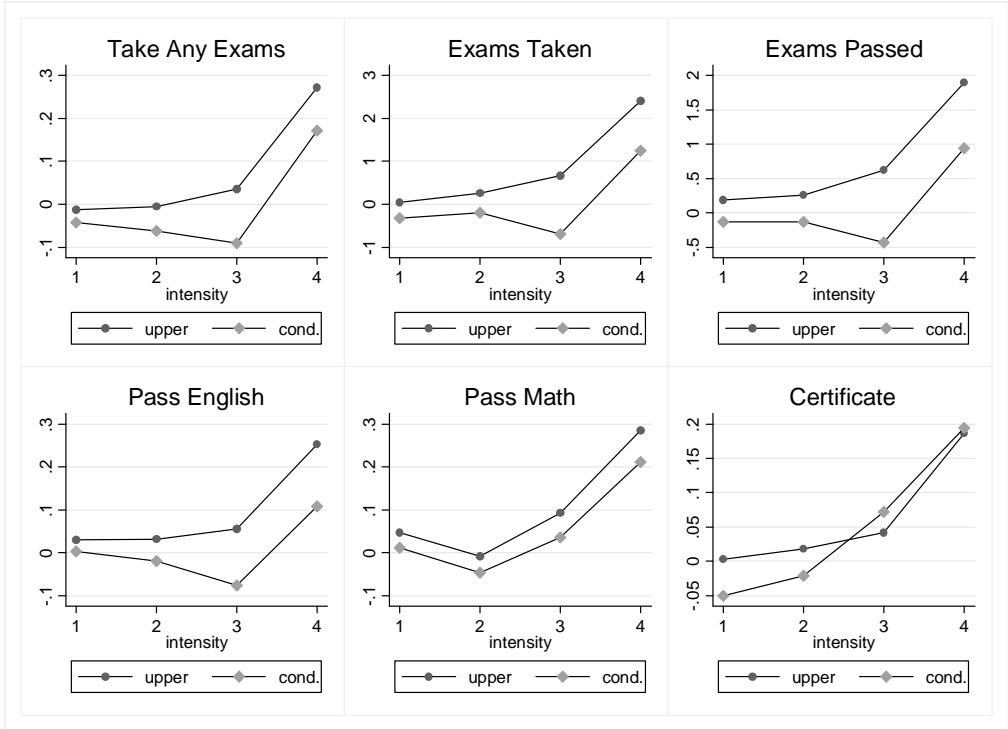 Take Any Exams
.3
.2
.1
0
-.1
1 2 3 4
intensity
upper cond.
Exams Taken
3
2
1
0
-1
1 2 3 4
intensity
upper cond.
Exams Passed
2
1.5
1
.5
0
-.5
1 2 3 4
intensity
upper cond.
Pass English
.3
.2
.1
0
-.1
1 2 3 4
intensity
upper cond.
Pass Math
.3
.2
.1
0
-.1
1 2 3 4
intensity
upper cond.
Certificate
.2
.15
.1
.05
0
-.05
1 2 3 4
intensity
upper cond.